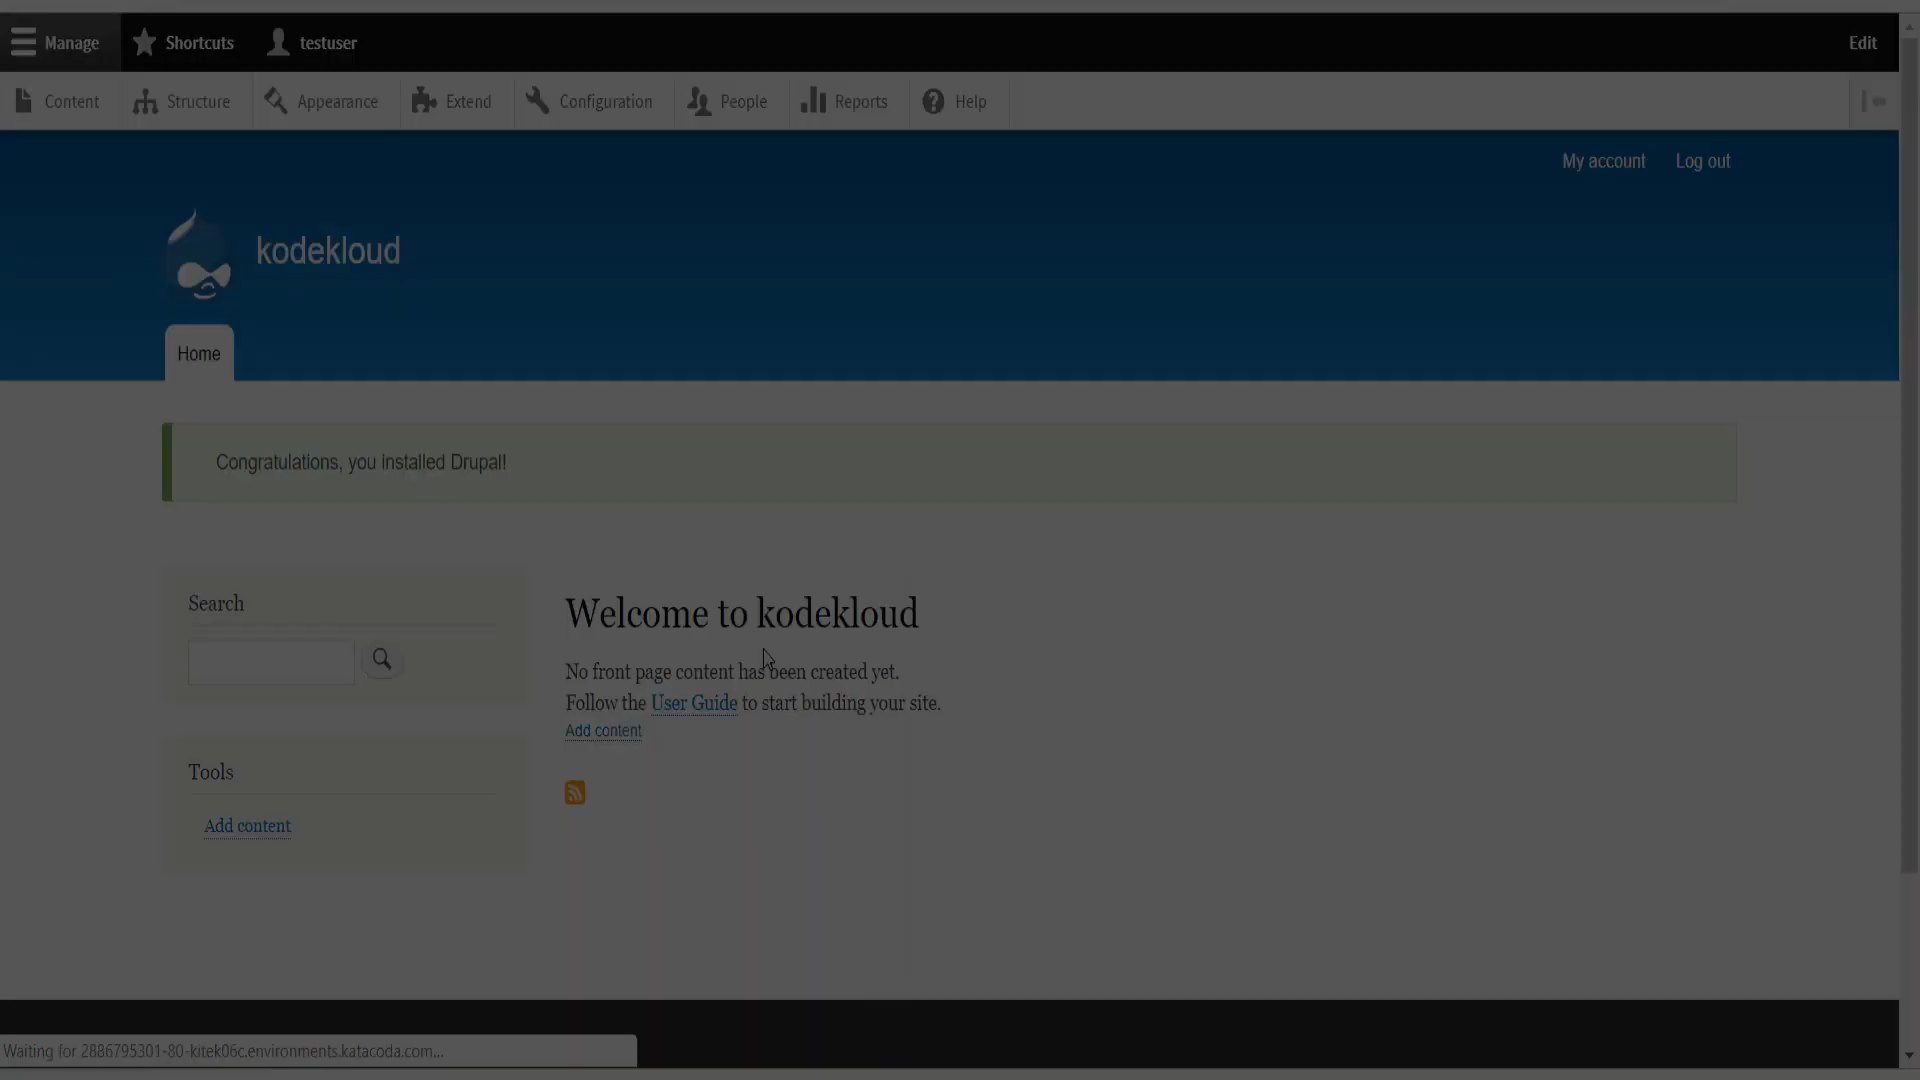 Manage Shortcuts testuser Edit
Content Structure Appearance Extend Configuration People Reports Help
My account Log out
kodekloud
Home
Congratulations, you installed Drupal!
Search
Welcome to kodekloud
No front page content has been created yet.
Follow the User Guide to start building your site.
Add content
Tools
Add content
Waiting for 2886795301-80-kitek06c.environments.katacoda.com...